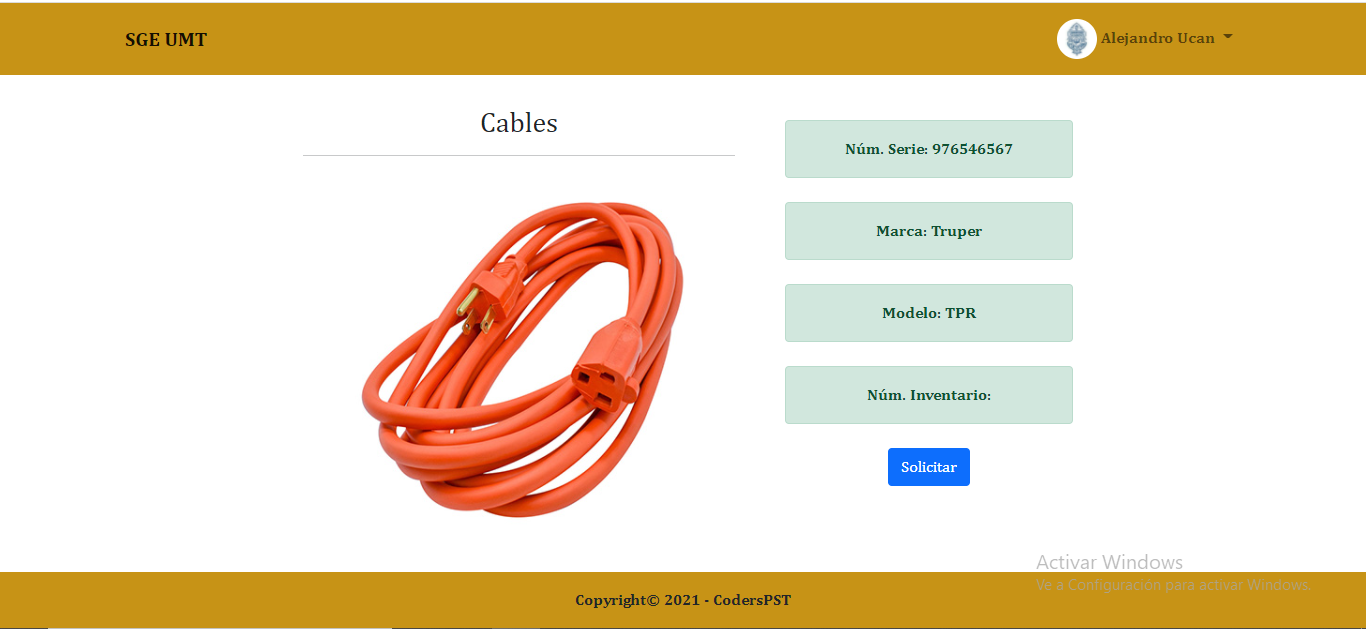 SGE UMT
Alejandro Ucan
Cables
Núm. Serie: 976546567
Marca: Truper
Modelo: TPR
Núm. Inventario:
Solicitar
Activar Windows
Ve a Configuración para activar Windows.
Copyright© 2021 - CodersPST